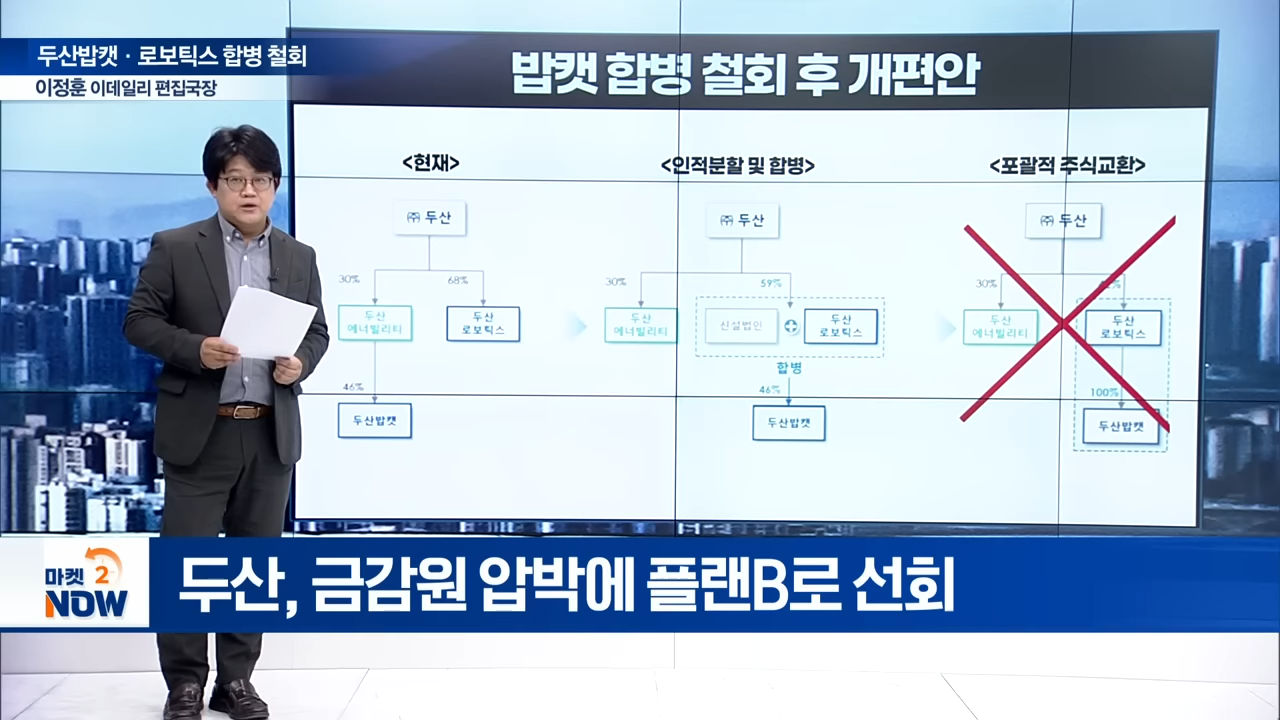 두산밥캣 · 로보틱스 합병 철회
이정훈 이데일리 편집국장
밥캣 합병 철회 후 개편안
<현재>
㈜ 두산
30%
68%
두산
에너빌리티
두산
로보틱스
46%
두산밥캣
<인적분할 및 합병>
㈜ 두산
30%
59%
두산
에너빌리티
신설법인
두산
로보틱스
합병
46%
두산밥캣
<포괄적 주식교환>
㈜ 두산
30%
두산
에너빌리티
두산
로보틱스
100%
두산밥캣
마켓 2
NOW
두산, 금감원 압박에 플랜B로 선회